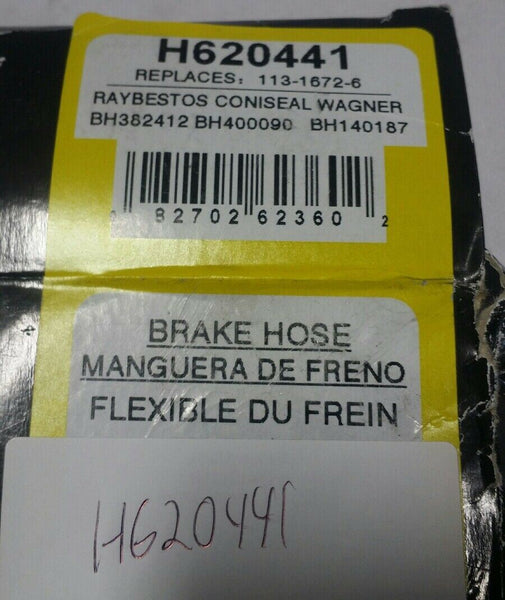 H620441
REPLACES: 113-1672-6
RAYBESTOS CONISEAL WAGNER
BH382412 BH400090 BH140187
82702 62360 2
BRAKE HOSE
MANGUERA DE FRENO
FLEXIBLE DU FREIN
H620441